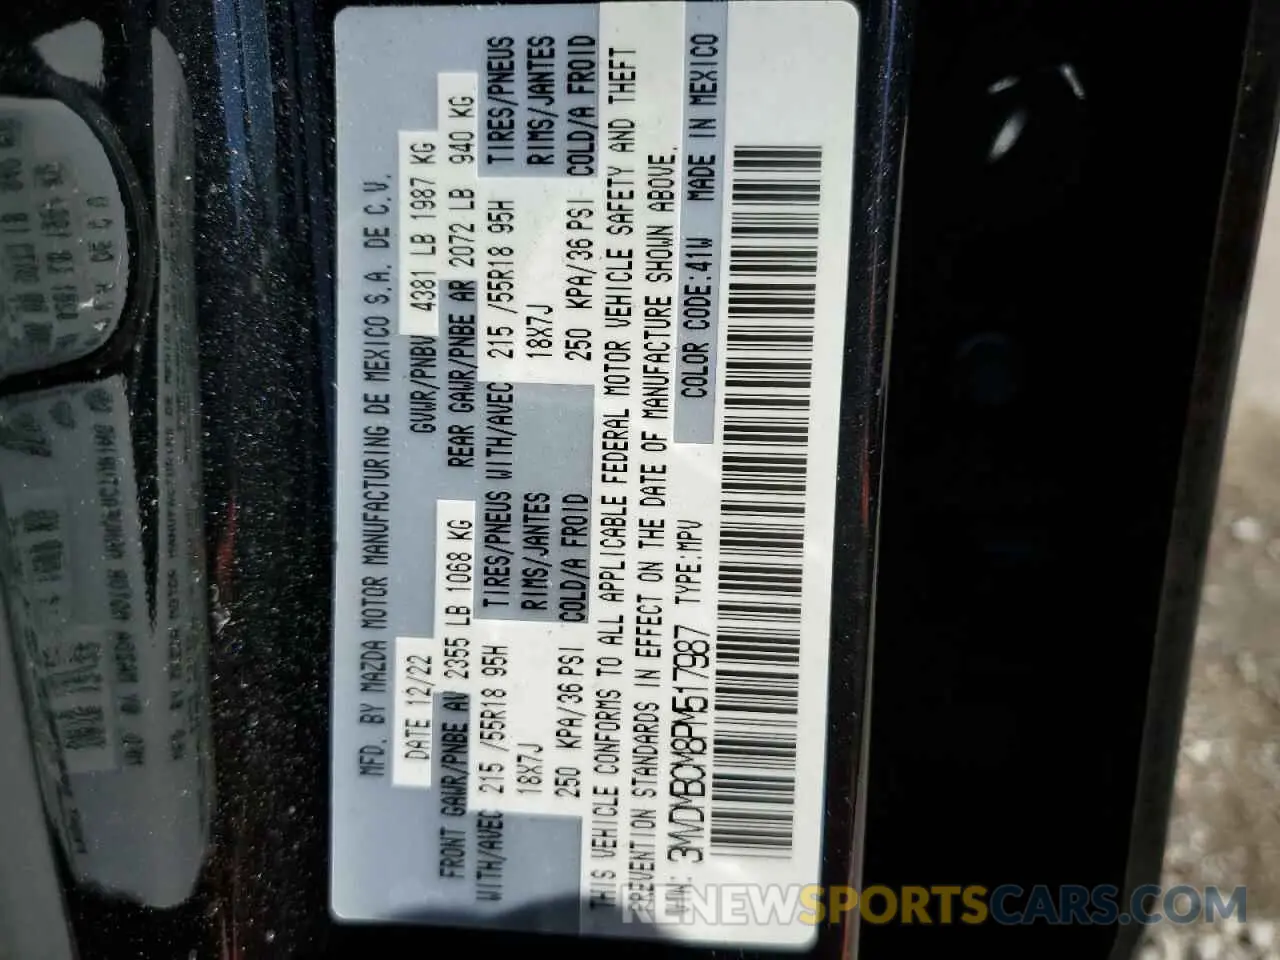 MFD. BY MAZDA MOTOR MANUFACTURING DE MEXICO S.A. DE C.V.
DATE 12/22 GVWR/PNBV 4381 LB 1987 KG
FRONT GAWR/PNBE AV 2355 LB 1068 KG REAR GAWR/PNBE AR 2072 LB 940 KG
WITH/AVEC 215 /55R18 95H TIRES/PNEUS WITH/AVEC 215 /55R18 95H TIRES/PNEUS
18X7J RIMS/JANTES 18X7J RIMS/JANTES
250 KPA/36 PSI COLD/A FROID 250 KPA/36 PSI COLD/A FROID
THIS VEHICLE CONFORMS TO ALL APPLICABLE FEDERAL MOTOR VEHICLE SAFETY AND THEFT
PREVENTION STANDARDS IN EFFECT ON THE DATE OF MANUFACTURE SHOWN ABOVE.
VIN: 3MVDMBCM8PM517987 TYPE:MPV COLOR CODE:41W MADE IN MEXICO
RENEWSPORTSCARS.COM